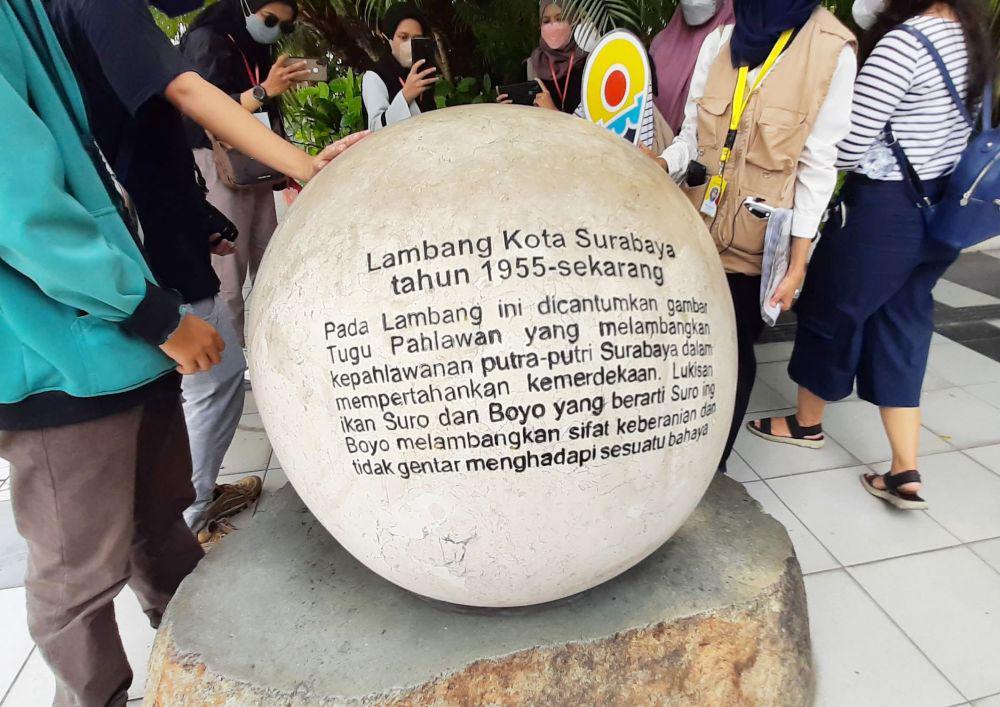 Lambang Kota Surabaya
tahun 1955-sekarang
Pada Lambang ini dicantumkan gambar
Tugu Pahlawan yang melambangkan
kepahlawanan putra-putri Surabaya dalam
mempertahankan kemerdekaan. Lukisan
ikan Suro dan Boyo yang berarti Suro ing
Boyo melambangkan sifat keberanian dan
tidak gentar menghadapi sesuatu bahaya